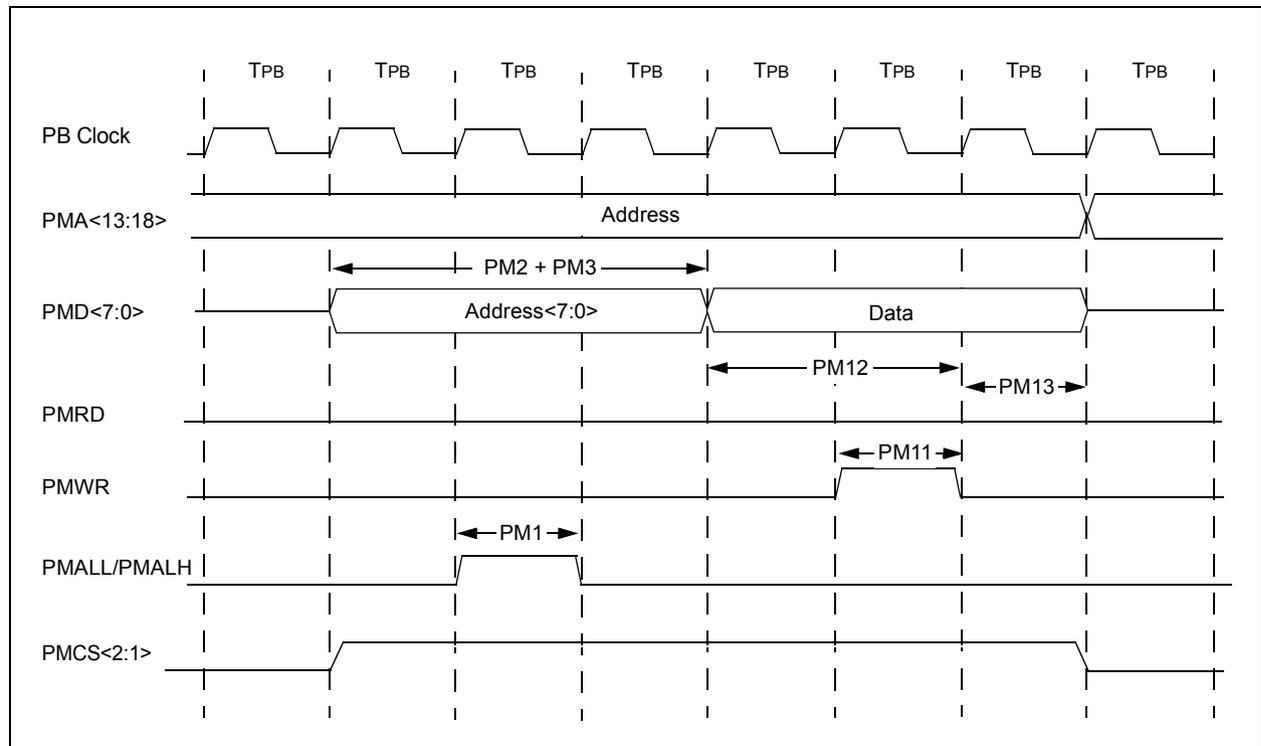 TPB TPB TPB TPB TPB TPB TPB TPB
PB Clock
PMA<13:18> Address
PM2 + PM3
PMD<7:0> Address<7:0> Data
PM12
PM13
PMRD
PM11
PMWR
PM1
PMALL/PMALH
PMCS<2:1>